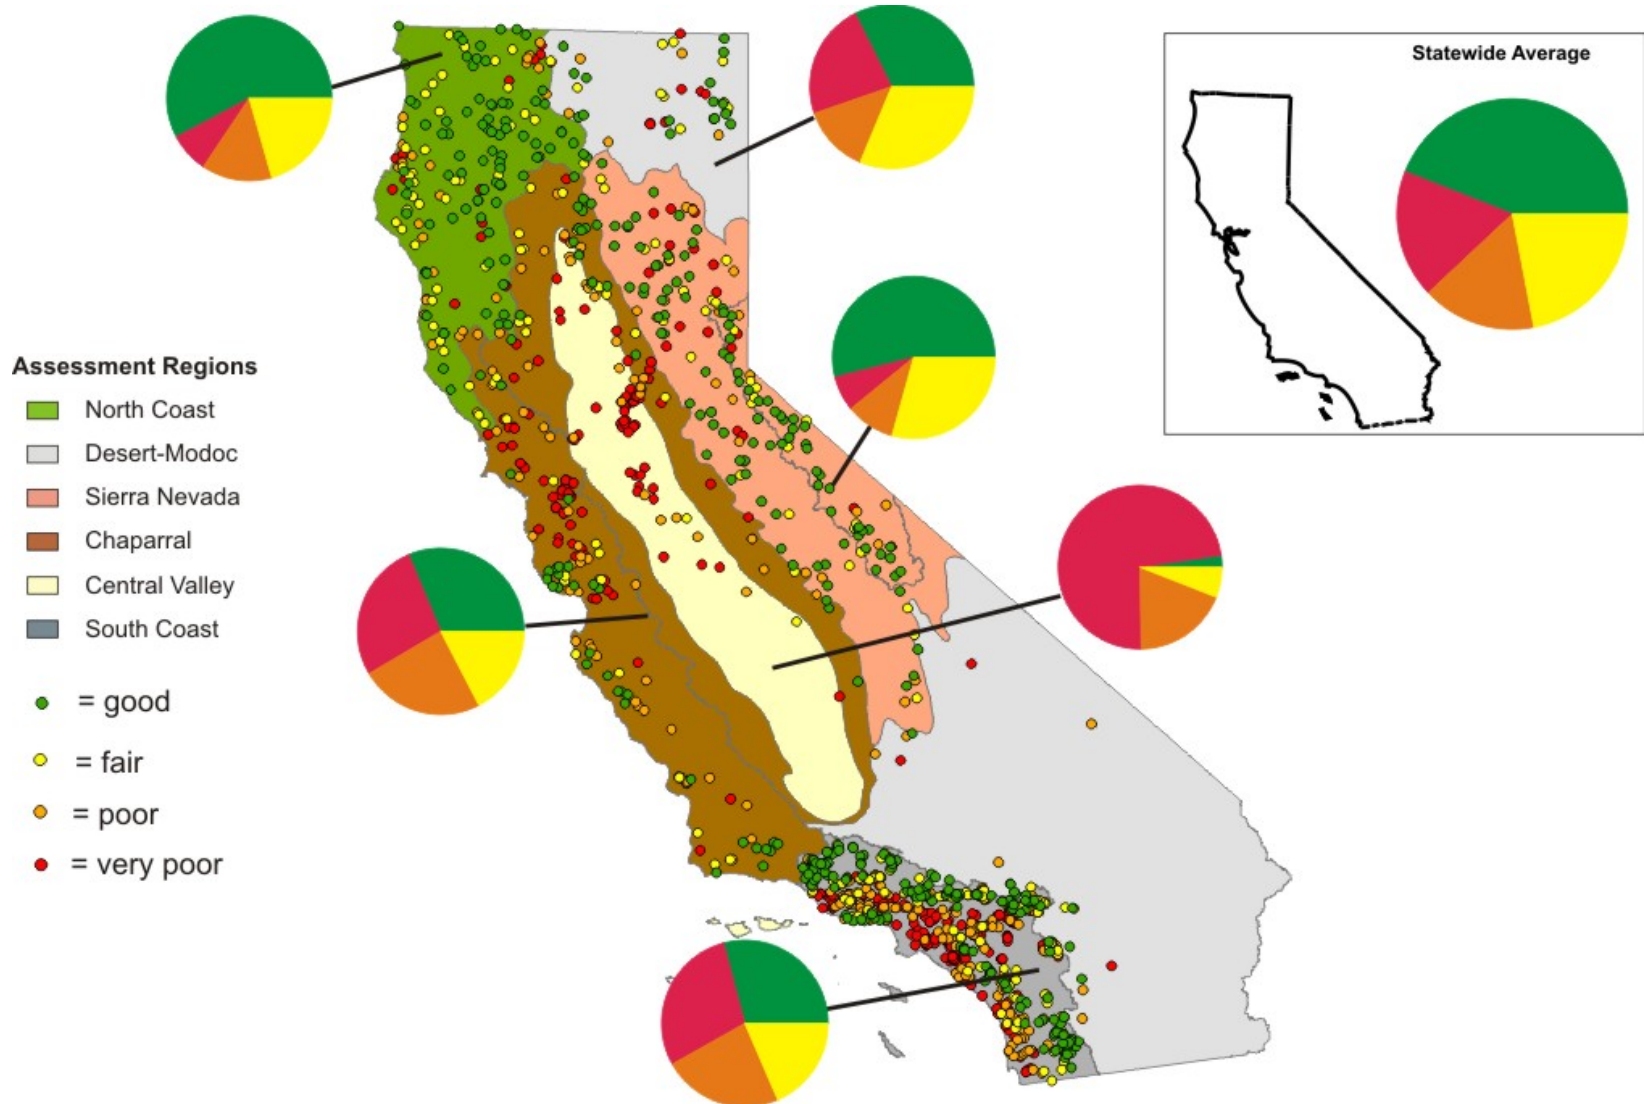 Statewide Average
Assessment Regions
North Coast
Desert-Modoc
Sierra Nevada
Chaparral
Central Valley
South Coast
= good
= fair
= poor
= very poor